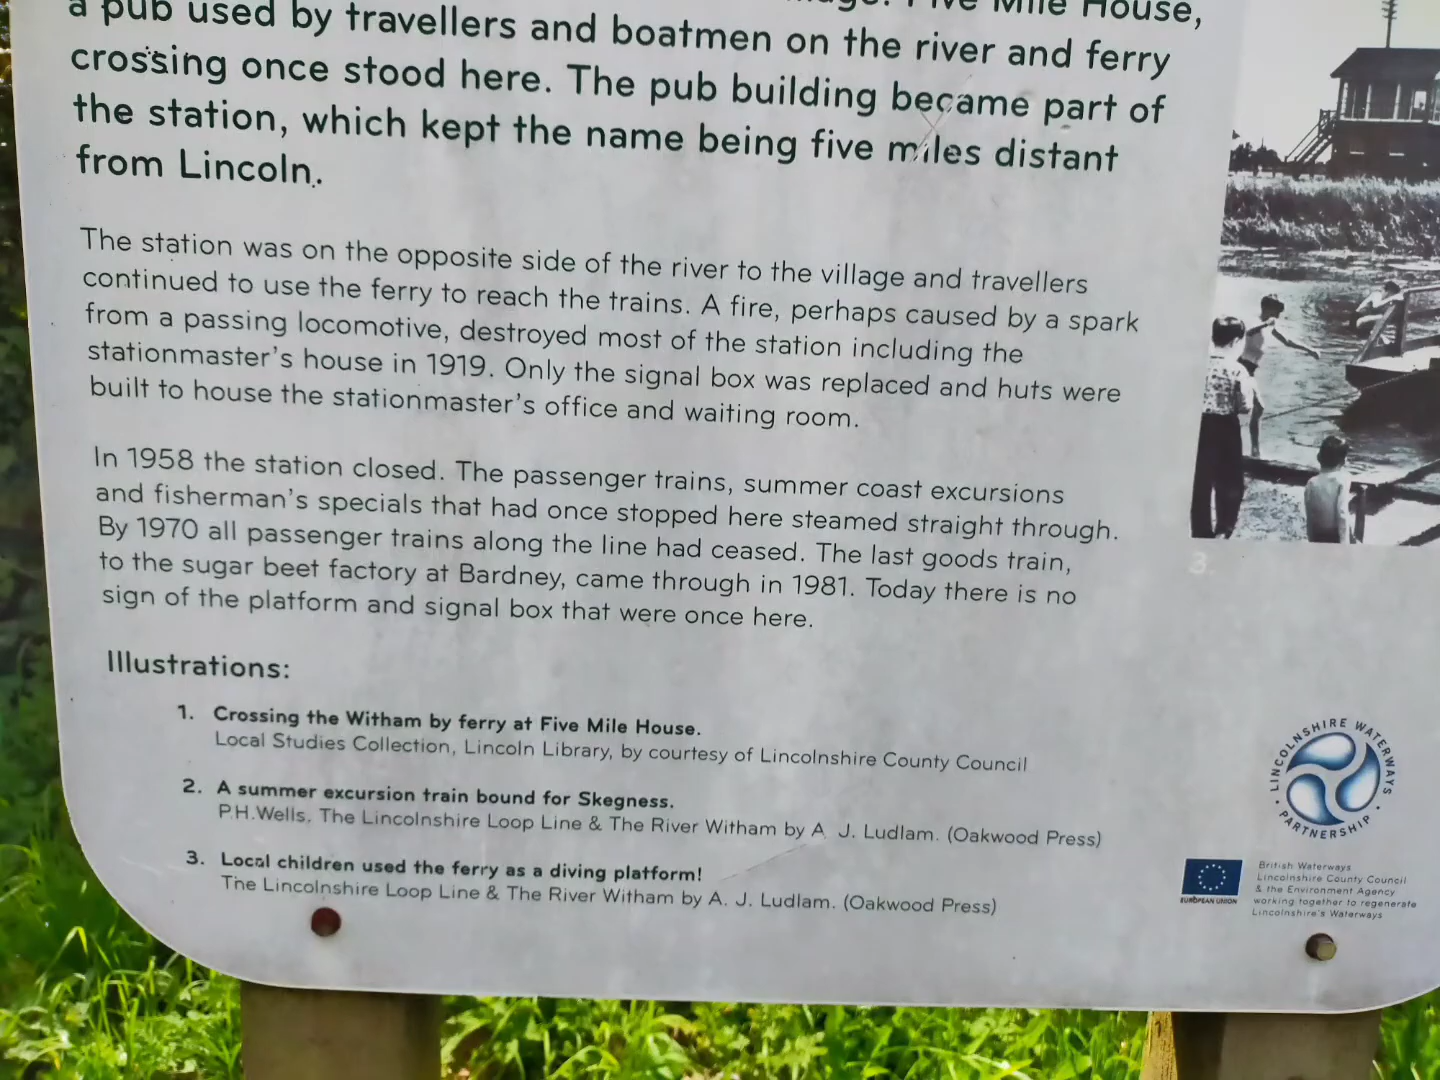 Mile House,
a pub used by travellers and boatmen on the river and ferry
crossing once stood here. The pub building became part of
the station, which kept the name being five miles distant
from Lincoln.
The station was on the opposite side of the river to the village and travellers
continued to use the ferry to reach the trains. A fire, perhaps caused by a spark
from a passing locomotive, destroyed most of the station including the
stationmaster's house in 1919. Only the signal box was replaced and huts were
built to house the stationmaster's office and waiting room.
In 1958 the station closed. The passenger trains, summer coast excursions
and fisherman's specials that had once stopped here steamed straight through.
By 1970 all passenger trains along the line had ceased. The last goods train,
to the sugar beet factory at Bardney, came through in 1981. Today there is no
sign of the platform and signal box that were once here.
Illustrations:
1. Crossing the Witham by ferry at Five Mile House.
Local Studies Collection, Lincoln Library, by courtesy of Lincolnshire County Council
2. A summer excursion train bound for Skegness.
P.H.Wells, The Lincolnshire Loop Line & The River Witham by A. J. Ludlam. (Oakwood Press)
3. Local children used the ferry as a diving platform!
The Lincolnshire Loop Line & The River Witham by A. J. Ludlam. (Oakwood Press)
3.
LINCOLNSHIRE WATERWAYS
PARTNERSHIP
EUROPEAN UNION
British Waterways
Lincolnshire County Council
& the Environment Agency
working together to regenerate
Lincolnshire's Waterways